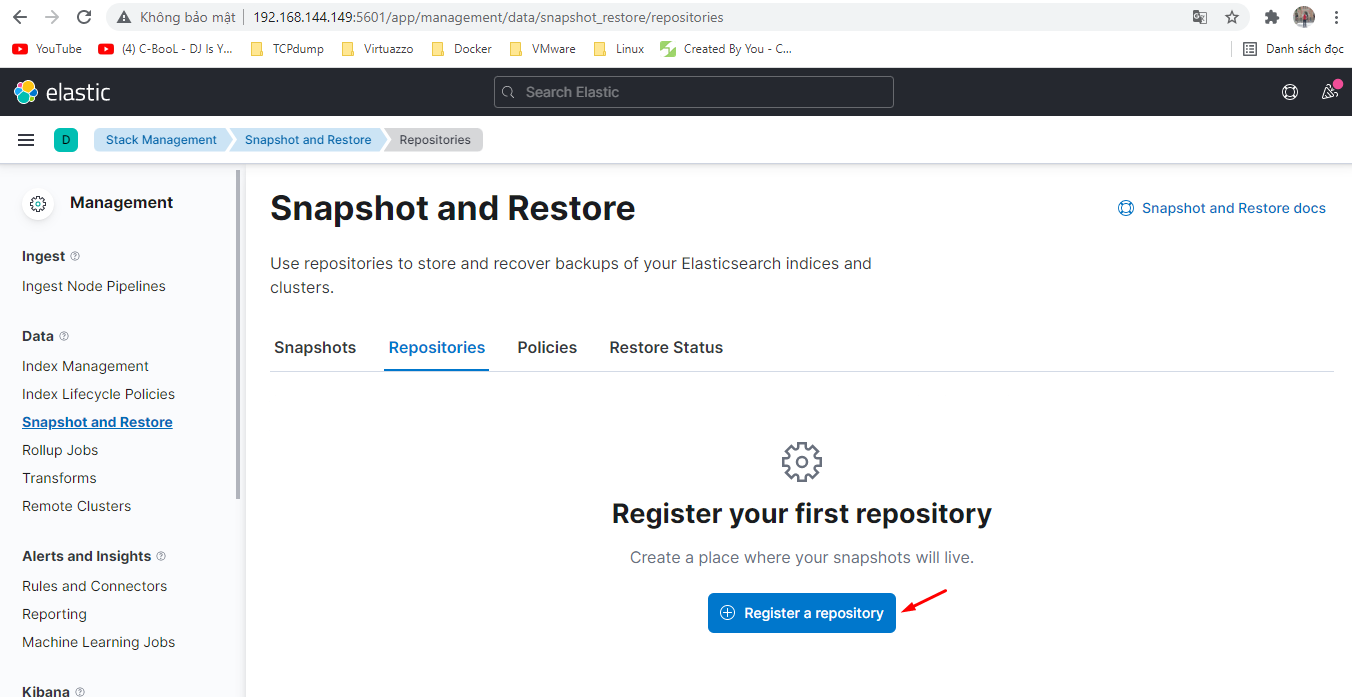 Không bảo mật 192.168.144.149:5601/app/management/data/snapshot_restore/repositories
YouTube (4) C-BooL - DJ Is Y... TCPdump Virtuazzo Docker VMware Linux Created By You - C... Danh sách đọc
elastic Search Elastic
D Stack Management Snapshot and Restore Repositories
Management
Ingest
Ingest Node Pipelines
Data
Index Management
Index Lifecycle Policies
Snapshot and Restore
Rollup Jobs
Transforms
Remote Clusters
Alerts and Insights
Rules and Connectors
Reporting
Machine Learning Jobs
Kibana
Snapshot and Restore
Snapshot and Restore docs
Use repositories to store and recover backups of your Elasticsearch indices and
clusters.
Snapshots Repositories Policies Restore Status
Register your first repository
Create a place where your snapshots will live.
Register a repository